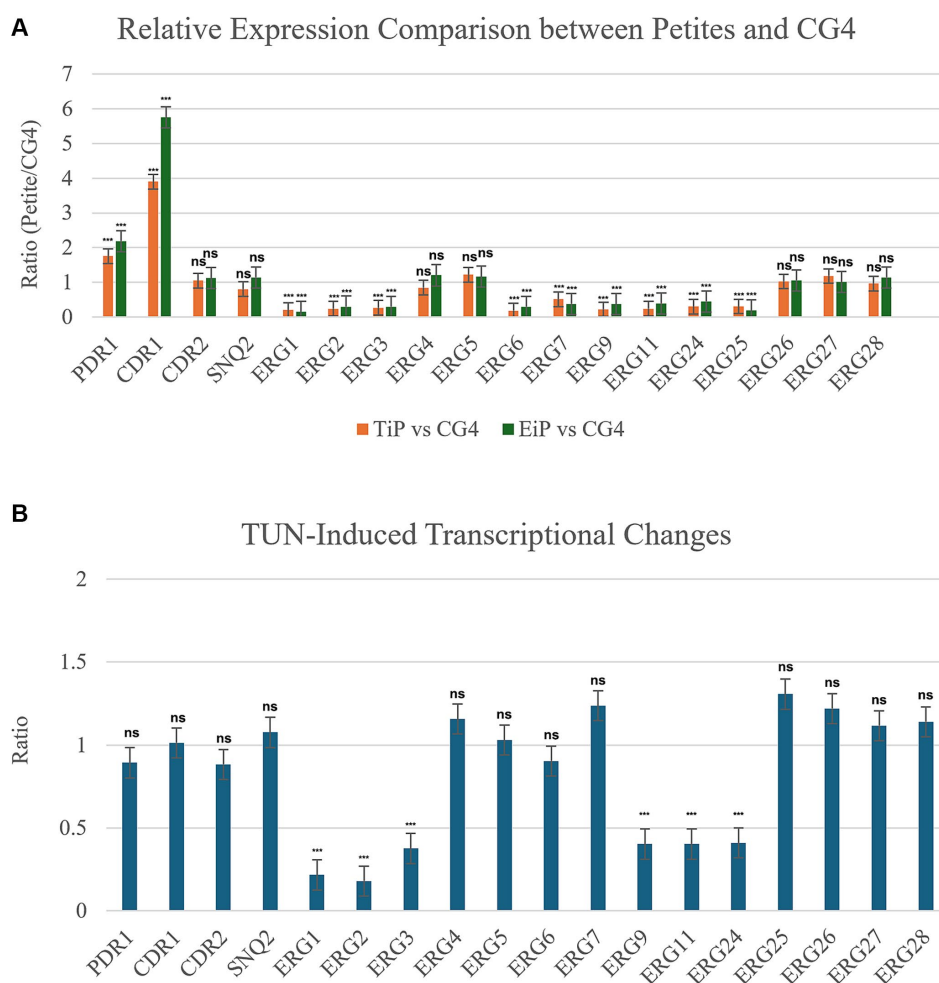 A
Relative Expression Comparison between Petites and CG4
Ratio (Petite/CG4)
7
6
5
4
3
2
1
0
*** *** *** *** ns ns ns ns *** *** *** *** *** *** ns ns ns ns *** *** *** *** *** *** *** *** *** *** *** *** ns ns ns ns ns ns
PDR1 CDR1 CDR2 SNQ2 ERG1 ERG2 ERG3 ERG4 ERG5 ERG6 ERG7 ERG9 ERG11 ERG24 ERG25 ERG26 ERG27 ERG28
TiP vs CG4 EiP vs CG4
B
TUN-Induced Transcriptional Changes
Ratio
2
1.5
1
0.5
0
ns ns ns ns *** *** *** ns ns ns ns *** *** *** ns ns ns ns
PDR1 CDR1 CDR2 SNQ2 ERG1 ERG2 ERG3 ERG4 ERG5 ERG6 ERG7 ERG9 ERG11 ERG24 ERG25 ERG26 ERG27 ERG28